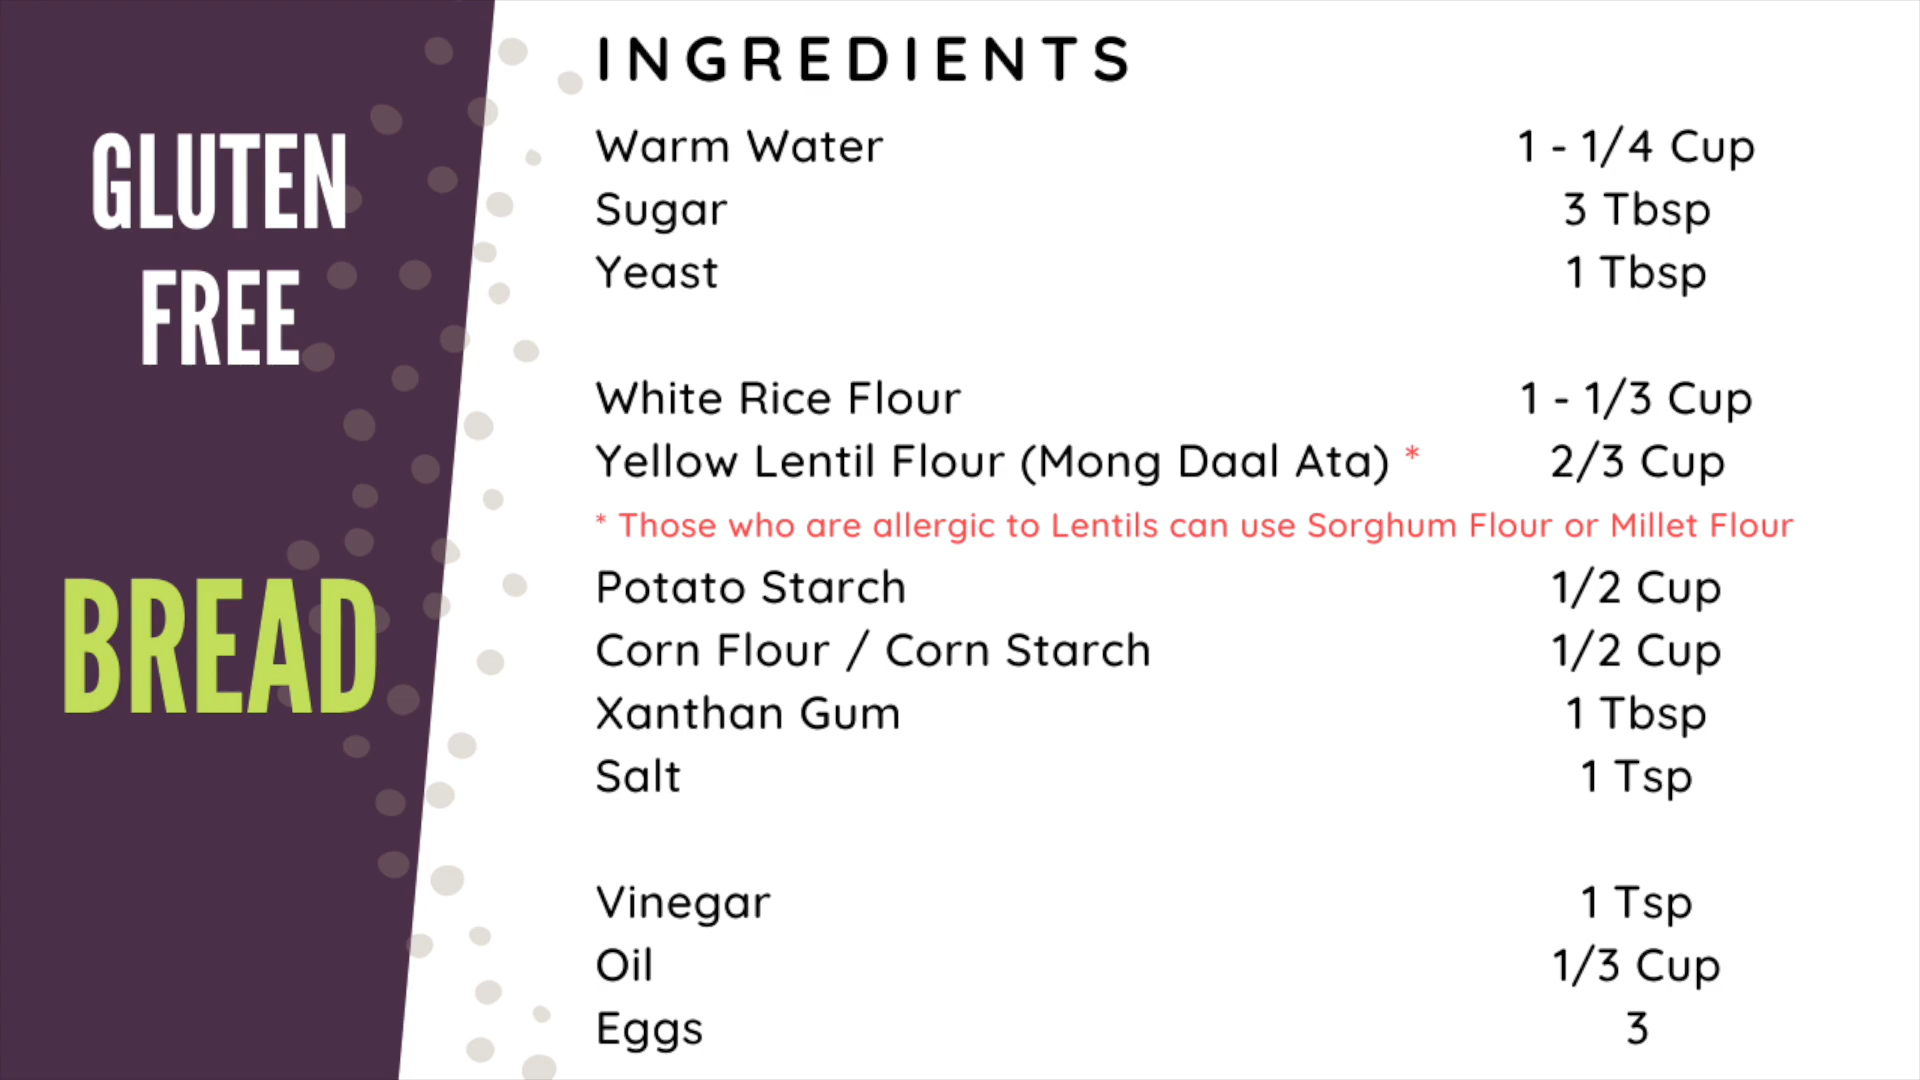 GLUTEN
FREE
BREAD
INGREDIENTS
Warm Water 1 - 1/4 Cup
Sugar 3 Tbsp
Yeast 1 Tbsp
White Rice Flour 1 - 1/3 Cup
Yellow Lentil Flour (Mong Daal Ata) * 2/3 Cup
* Those who are allergic to Lentils can use Sorghum Flour or Millet Flour
Potato Starch 1/2 Cup
Corn Flour / Corn Starch 1/2 Cup
Xanthan Gum 1 Tbsp
Salt 1 Tsp
Vinegar 1 Tsp
Oil 1/3 Cup
Eggs 3